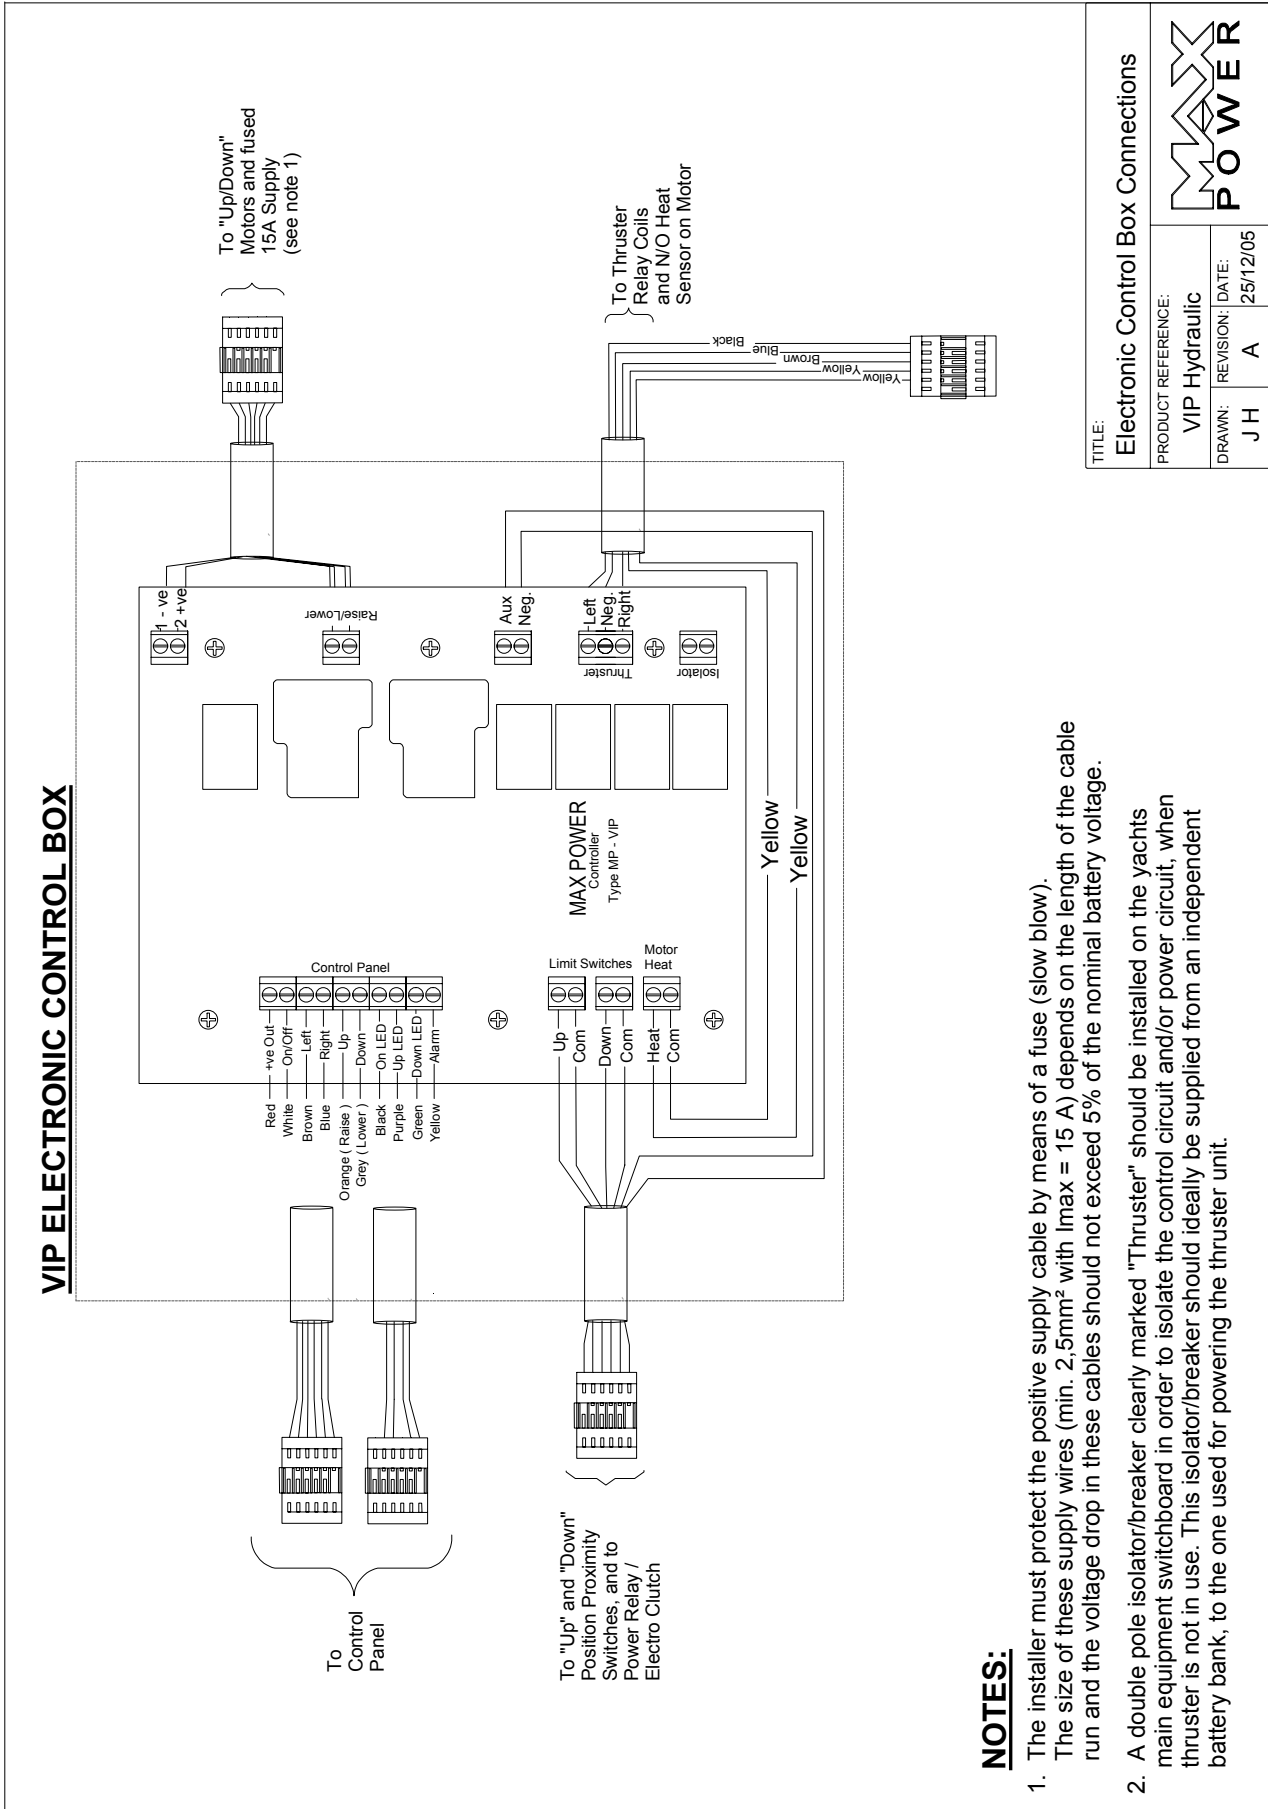 VIP ELECTRONIC CONTROL BOX
To
Control
Panel
Red
White
Brown
Blue
Orange ( Raise )
Grey ( Lower )
Black
Purple
Green
Yellow
+ve Out
On/Off
Left
Right
Up
Down
On LED
Up LED
Down LED
Alarm
Control Panel
To "Up" and "Down"
Position Proximity
Switches, and to
Power Relay /
Electro Clutch
Up
Com
Down
Com
Heat
Com
Limit Switches
Motor
Heat
MAX POWER
Controller
Type MP - VIP
Yellow
Yellow
1 - ve
2 +ve
Raise/Lower
Aux
Neg.
Left
Neg.
Right
Thruster
Isolator
To "Up/Down"
Motors and fused
15A Supply
(see note 1)
To Thruster
Relay Coils
and N/O Heat
Sensor on Motor
Black
Blue
Brown
Yellow
Yellow
NOTES:
1. The installer must protect the positive supply cable by means of a fuse (slow blow).
The size of these supply wires (min. 2,5mm² with Imax = 15 A) depends on the length of the cable
run and the voltage drop in these cables should not exceed 5% of the nominal battery voltage.
2. A double pole isolator/breaker clearly marked "Thruster" should be installed on the yachts
main equipment switchboard in order to isolate the control circuit and/or power circuit, when
thruster is not in use. This isolator/breaker should ideally be supplied from an independent
battery bank, to the one used for powering the thruster unit.
TITLE:
Electronic Control Box Connections
PRODUCT REFERENCE:
VIP Hydraulic
DRAWN:
J H
REVISION:
A
DATE:
25/12/05
MAX
POWER